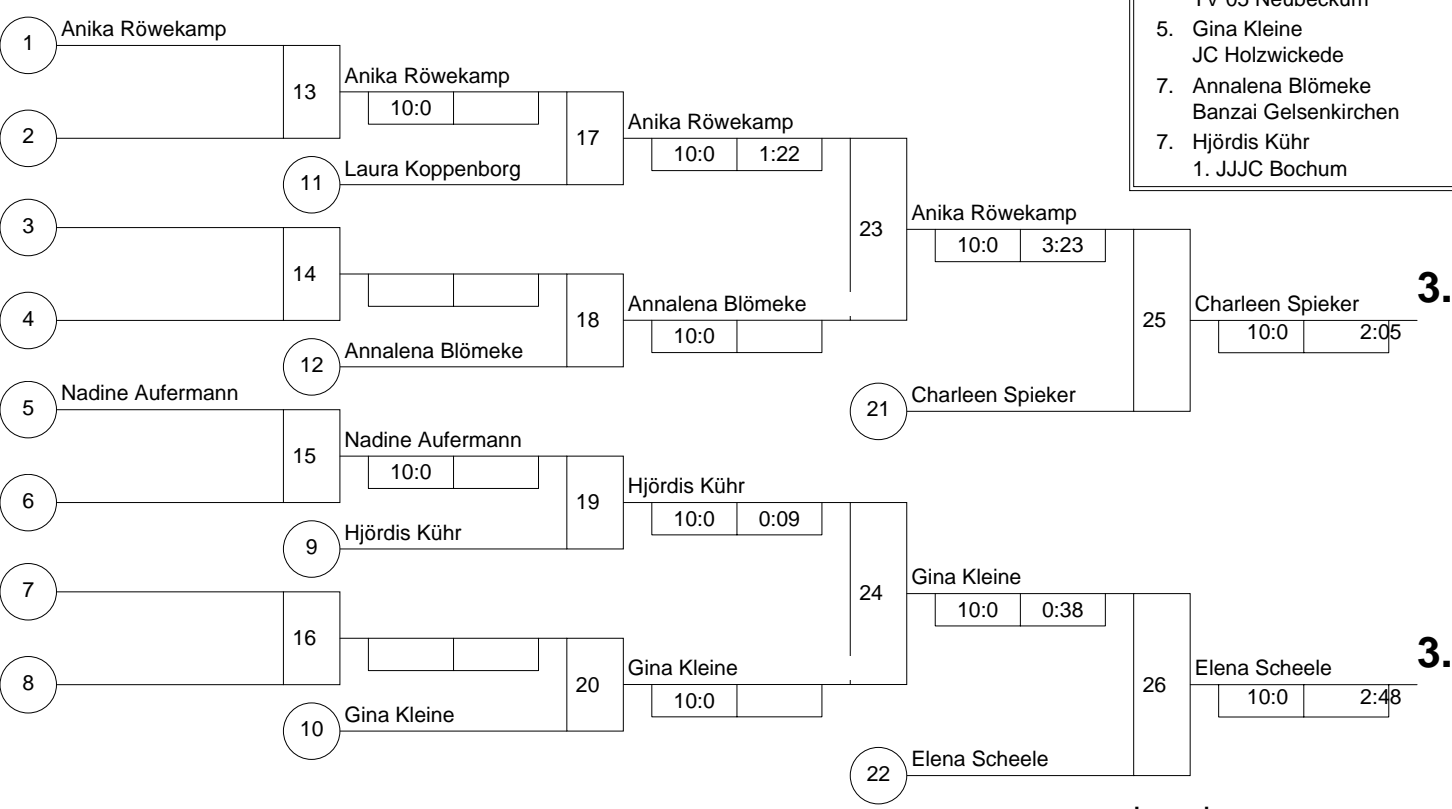 TV 05 Neubeckum
5. Gina Kleine
JC Holzwickede
7. Annalena Blömeke
Banzai Gelsenkirchen
7. Hjördis Kühr
1. JJJC Bochum
1 Anika Röwekamp
13
Anika Röwekamp
10:0
2
17
Anika Röwekamp
10:0 1:22
11 Laura Koppenborg
3
23
Anika Röwekamp
10:0 3:23
14
4
18
Annalena Blömeke
10:0
12 Annalena Blömeke
25
Charleen Spieker
10:0 2:05
3.
21 Charleen Spieker
5 Nadine Aufermann
15
Nadine Aufermann
10:0
6
19
Hjördis Kühr
10:0 0:09
9 Hjördis Kühr
7
24
Gina Kleine
10:0 0:38
16
8
20
Gina Kleine
10:0
10 Gina Kleine
26
Elena Scheele
10:0 2:48
3.
22 Elena Scheele